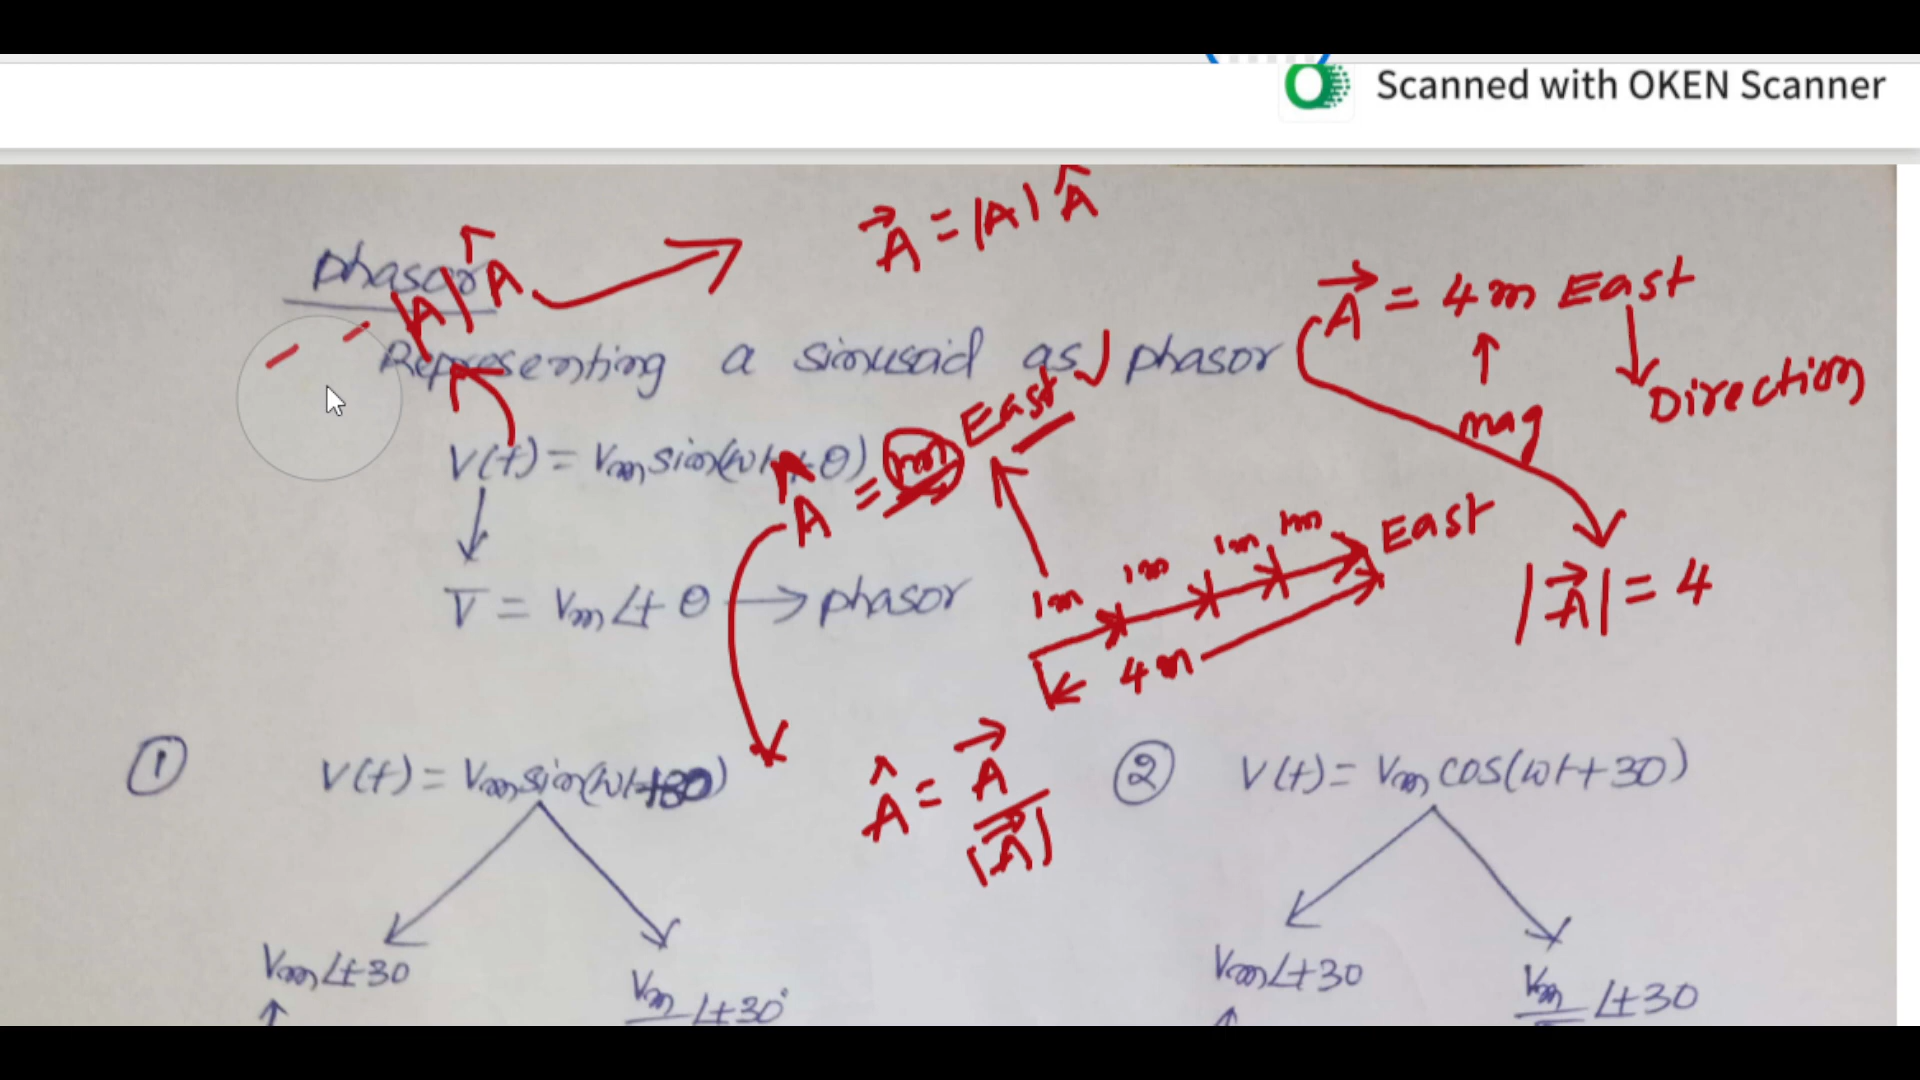 Scanned with OKEN Scanner
phasor
|A| Â
A⃗ = |A| Â
A⃗ = 4m East
mag
Direction
Representing a sinusoid as phasor
V(t) = Vm sin(ωt+θ)
Â = 1m East
V̅ = Vm∠+θ → phasor
1m 1m 1m 1m East
4m
|A⃗| = 4
Â = A⃗ / |A⃗|
① V(t) = Vm sin(ωt+30)
Vm∠+30
Vm ∠+30°
② V(t) = Vm cos(ωt+30)
Vm∠+30
Vm ∠+30